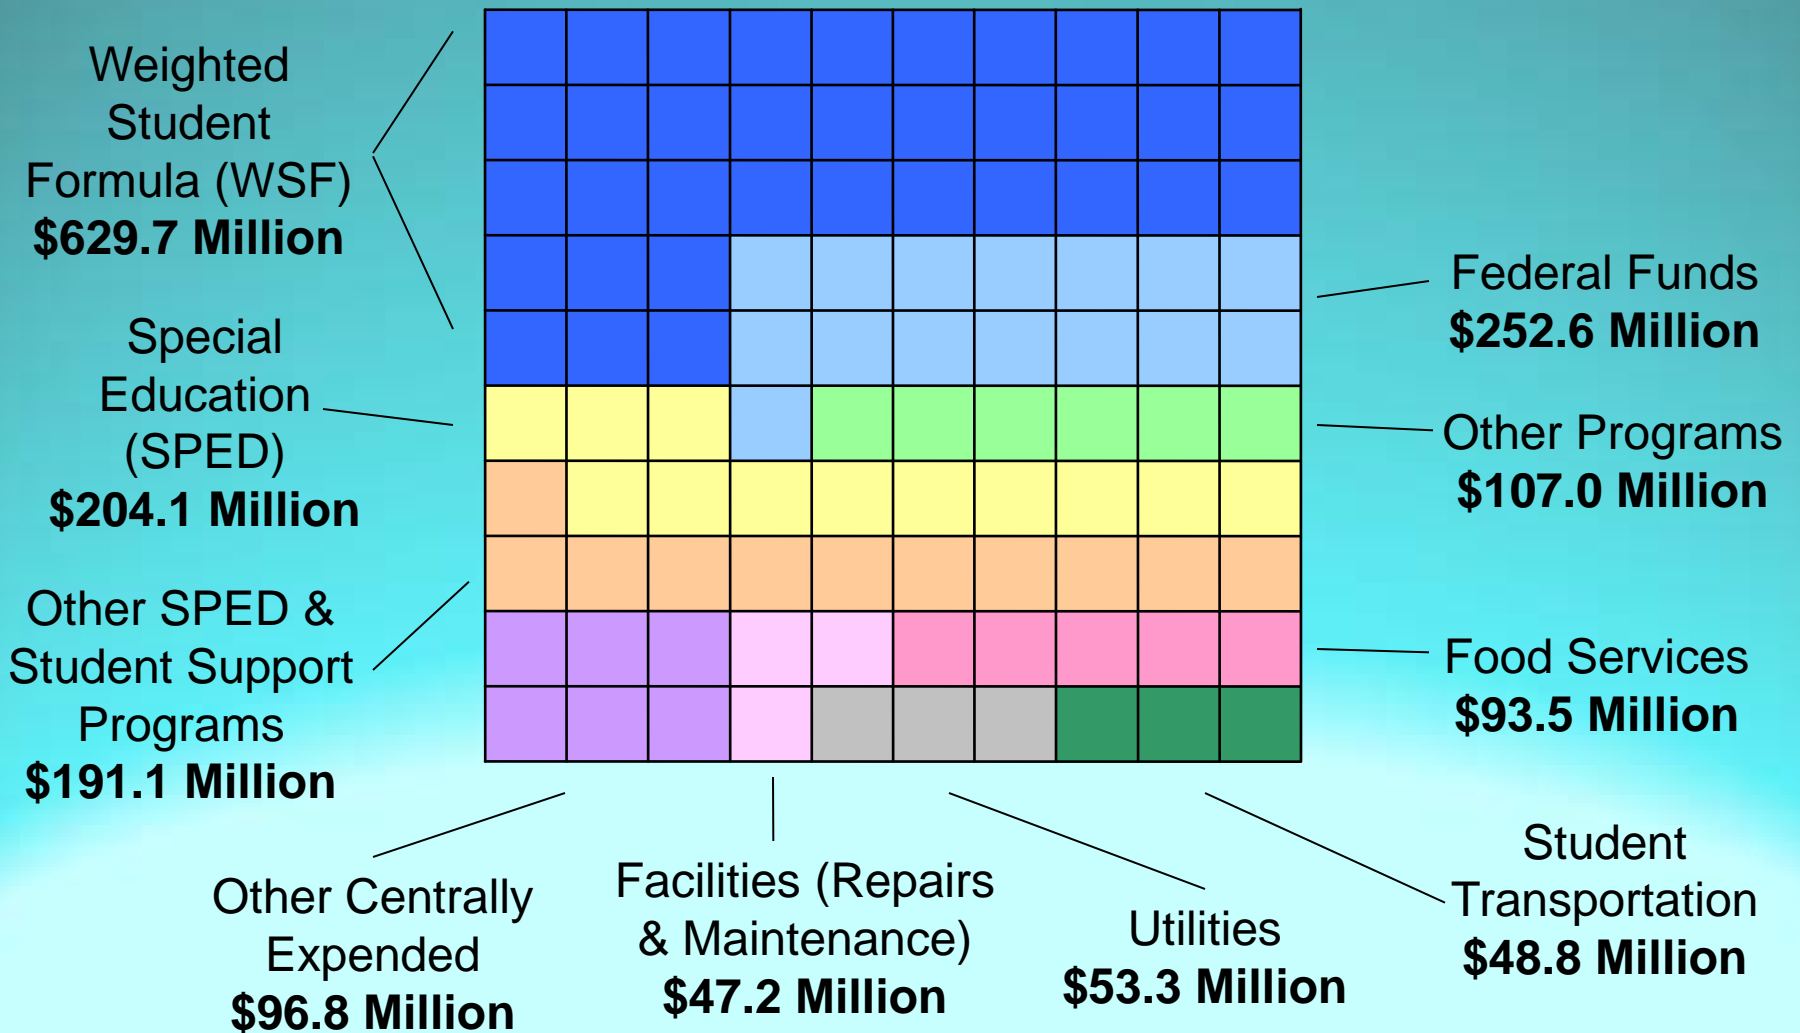 Weighted
Student
Formula (WSF)
$629.7 Million
Special
Education
(SPED)
$204.1 Million
Other SPED &
Student Support
Programs
$191.1 Million
Federal Funds
$252.6 Million
Other Programs
$107.0 Million
Food Services
$93.5 Million
Other Centrally
Expended
$96.8 Million
Facilities (Repairs
& Maintenance)
$47.2 Million
Utilities
$53.3 Million
Student
Transportation
$48.8 Million